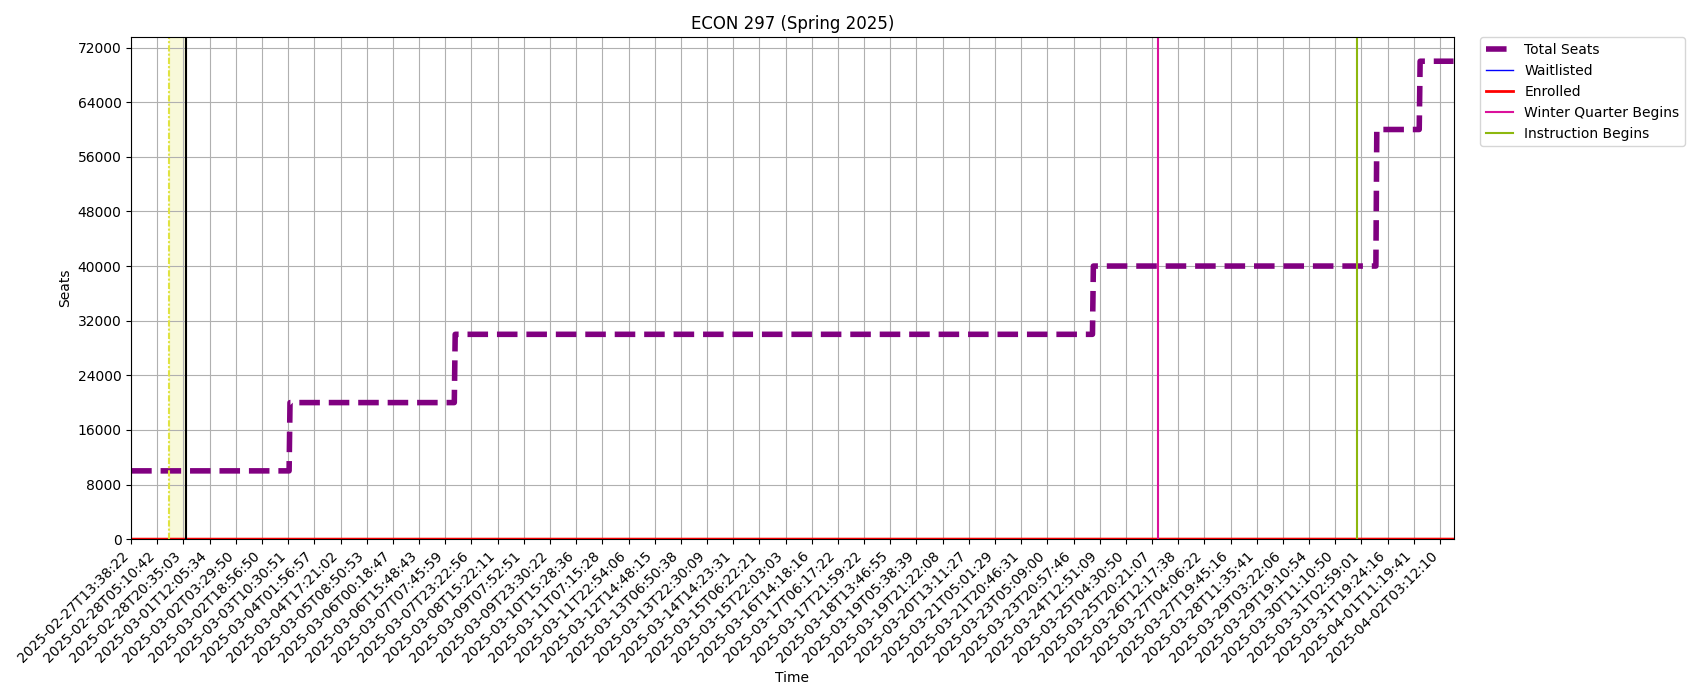 ECON 297 (Spring 2025)
72000
64000
56000
48000
40000
32000
24000
16000
8000
0
Seats
2025-02-27T13:38:22
2025-02-28T05:10:42
2025-02-28T20:35:03
2025-03-01T12:05:34
2025-03-02T03:29:50
2025-03-02T18:56:50
2025-03-03T10:30:51
2025-03-04T01:56:57
2025-03-04T17:21:02
2025-03-05T08:50:53
2025-03-06T00:18:47
2025-03-06T15:48:43
2025-03-07T07:45:59
2025-03-07T23:22:56
2025-03-08T15:22:11
2025-03-09T07:52:51
2025-03-09T23:30:22
2025-03-10T15:28:36
2025-03-11T07:15:28
2025-03-11T22:54:06
2025-03-12T14:48:15
2025-03-13T06:50:38
2025-03-13T22:30:09
2025-03-14T14:23:31
2025-03-15T06:22:21
2025-03-15T22:03:03
2025-03-16T14:18:16
2025-03-17T06:17:22
2025-03-17T21:59:22
2025-03-18T13:46:55
2025-03-19T05:38:39
2025-03-19T21:22:08
2025-03-20T13:11:27
2025-03-21T05:01:29
2025-03-21T20:46:31
2025-03-23T05:09:00
2025-03-23T20:57:46
2025-03-24T12:51:09
2025-03-25T04:30:50
2025-03-25T20:21:07
2025-03-26T12:17:38
2025-03-27T04:06:22
2025-03-27T19:45:16
2025-03-28T11:35:41
2025-03-29T03:22:06
2025-03-29T19:10:54
2025-03-30T11:10:50
2025-03-31T02:59:01
2025-03-31T19:24:16
2025-04-01T11:19:41
2025-04-02T03:12:10
Time
Total Seats
Waitlisted
Enrolled
Winter Quarter Begins
Instruction Begins